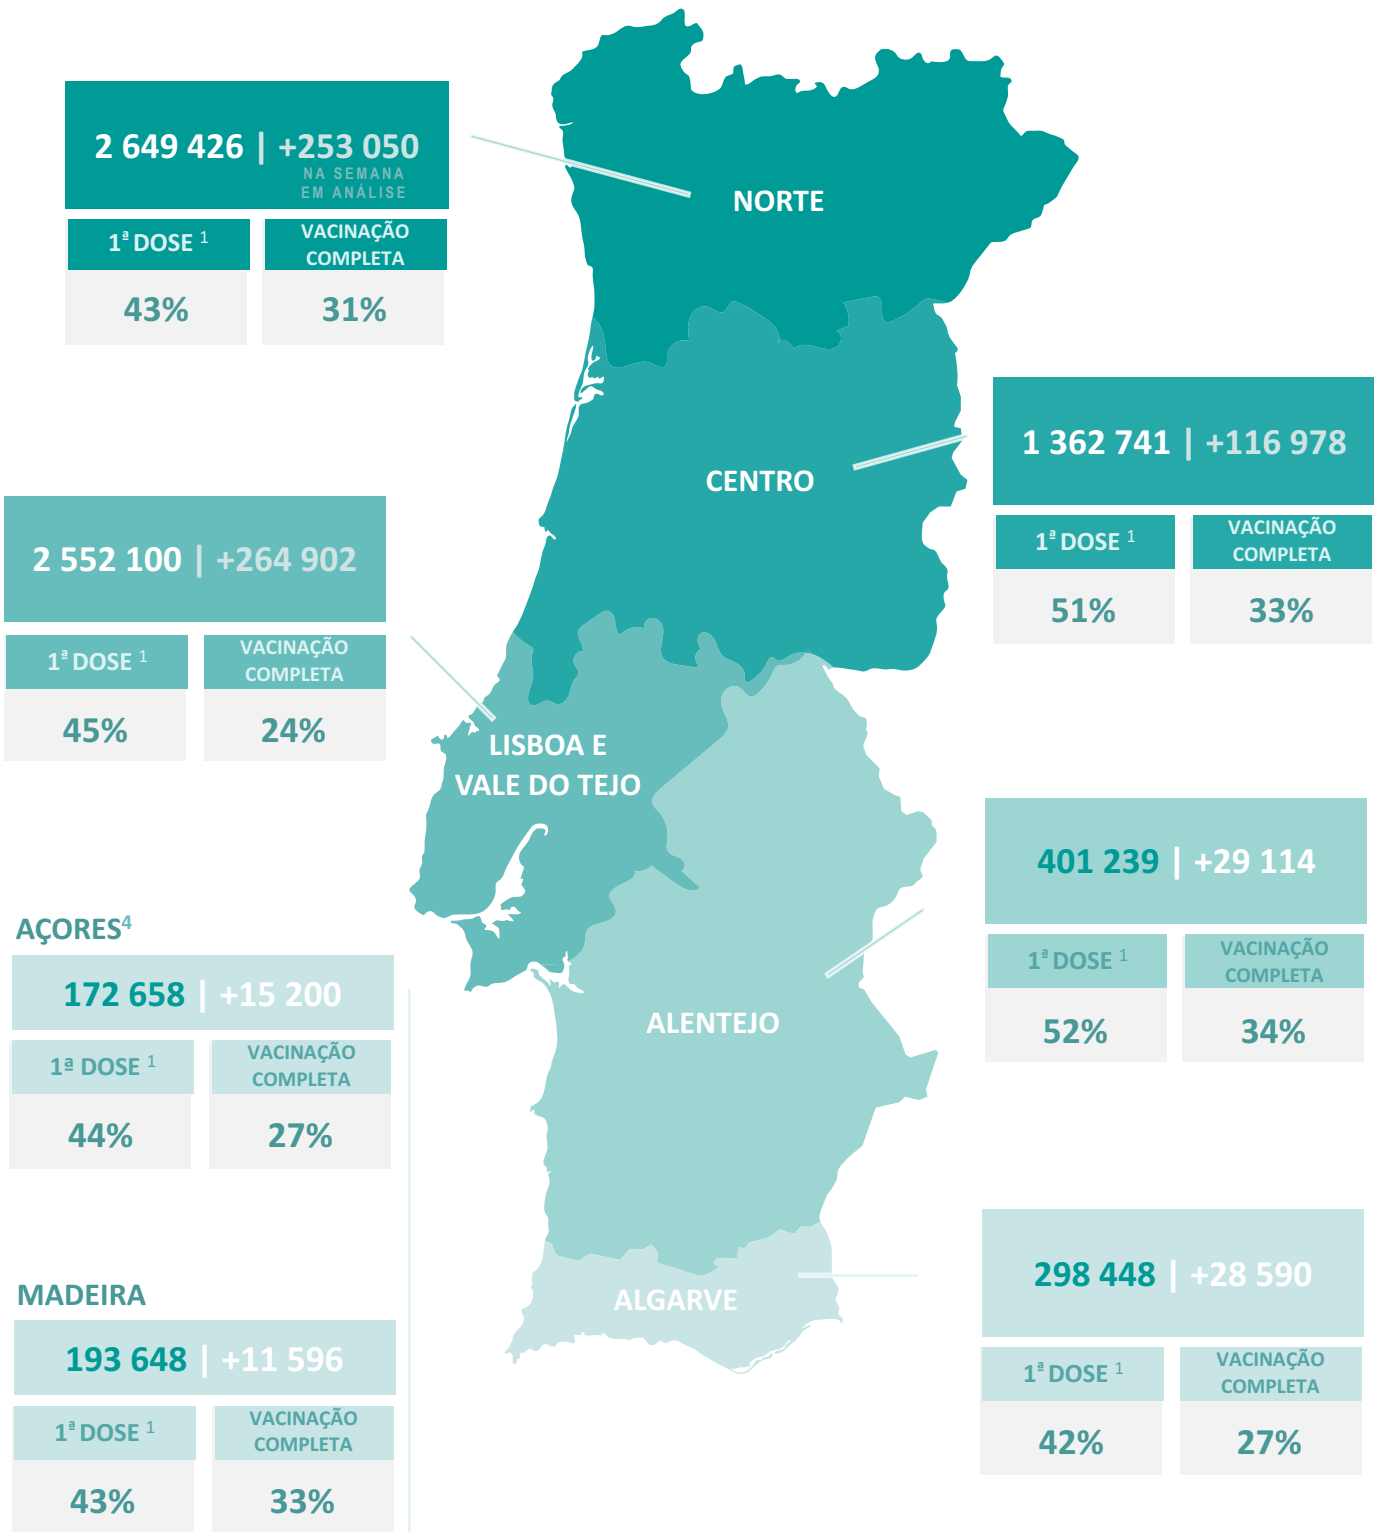 2 649 426 | +253 050
NA SEMANA
EM ANÁLISE
1ª DOSE ¹
VACINAÇÃO
COMPLETA
43%
31%
NORTE
1 362 741 | +116 978
1ª DOSE ¹
VACINAÇÃO
COMPLETA
51%
33%
CENTRO
2 552 100 | +264 902
1ª DOSE ¹
VACINAÇÃO
COMPLETA
45%
24%
LISBOA E
VALE DO TEJO
401 239 | +29 114
1ª DOSE ¹
VACINAÇÃO
COMPLETA
52%
34%
ALENTEJO
AÇORES⁴
172 658 | +15 200
1ª DOSE ¹
VACINAÇÃO
COMPLETA
44%
27%
298 448 | +28 590
1ª DOSE ¹
VACINAÇÃO
COMPLETA
42%
27%
ALGARVE
MADEIRA
193 648 | +11 596
1ª DOSE ¹
VACINAÇÃO
COMPLETA
43%
33%